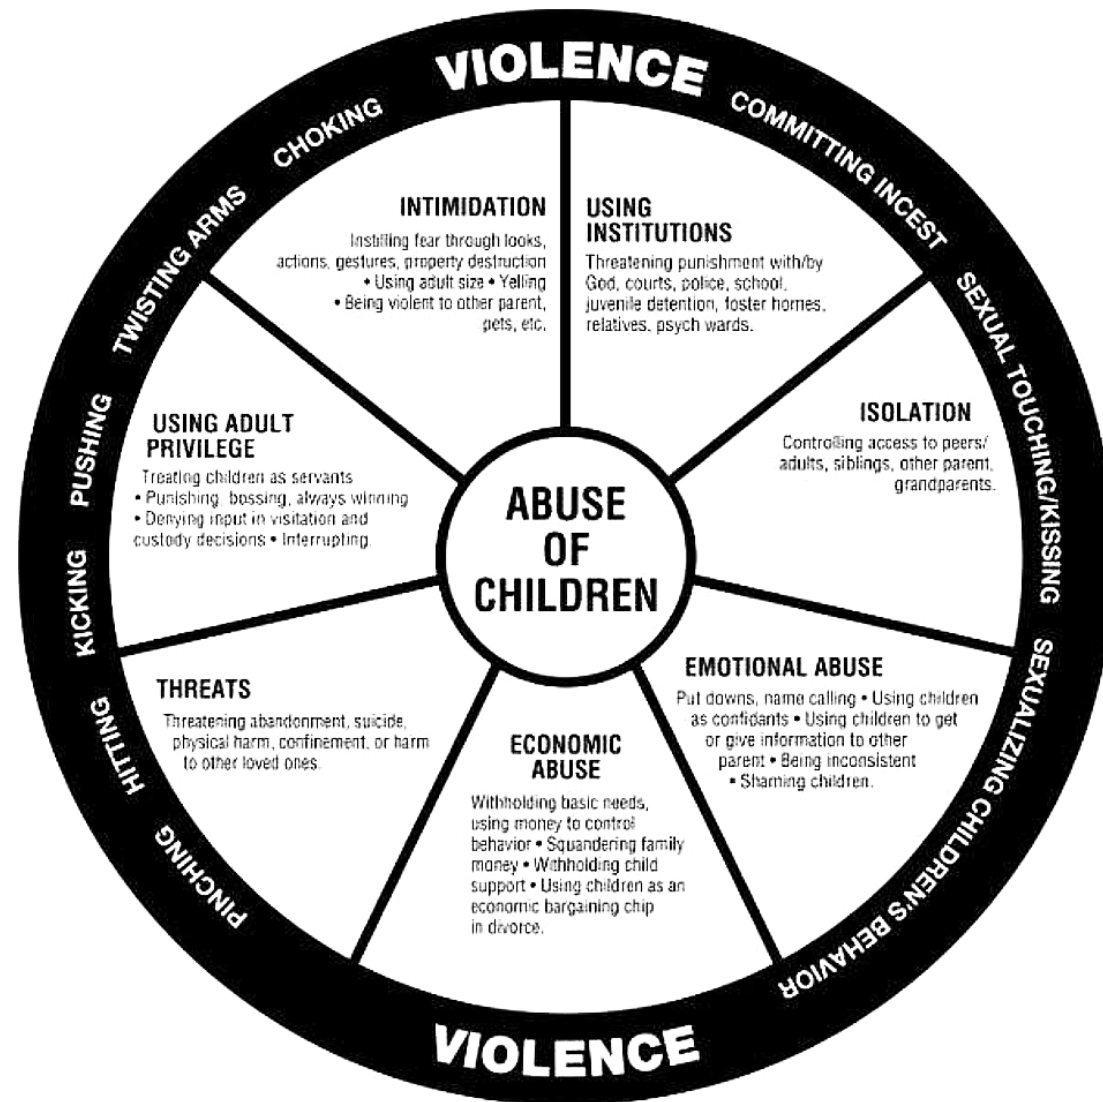 VIOLENCE
COMMITTING INCEST
SEXUAL TOUCHING/KISSING
SEXUALIZING CHILDREN'S BEHAVIOR
VIOLENCE
PINCHING
HITTING
KICKING
PUSHING
TWISTING ARMS
CHOKING
ABUSE
OF
CHILDREN
INTIMIDATION
Instilling fear through looks,
actions, gestures, property destruction
• Using adult size • Yelling
• Being violent to other parent,
pets, etc.
USING
INSTITUTIONS
Threatening punishment with/by
God, courts, police, school,
juvenile detention, foster homes,
relatives, psych wards.
ISOLATION
Controlling access to peers/
adults, siblings, other parent,
grandparents.
EMOTIONAL ABUSE
Put downs, name calling • Using children
as confidants • Using children to get
or give information to other
parent • Being inconsistent
• Shaming children.
ECONOMIC
ABUSE
Withholding basic needs,
using money to control
behavior • Squandering family
money • Withholding child
support • Using children as an
economic bargaining chip
in divorce.
THREATS
Threatening abandonment, suicide,
physical harm, confinement, or harm
to other loved ones.
USING ADULT
PRIVILEGE
Treating children as servants
• Punishing, bossing, always winning
• Denying input in visitation and
custody decisions • Interrupting.